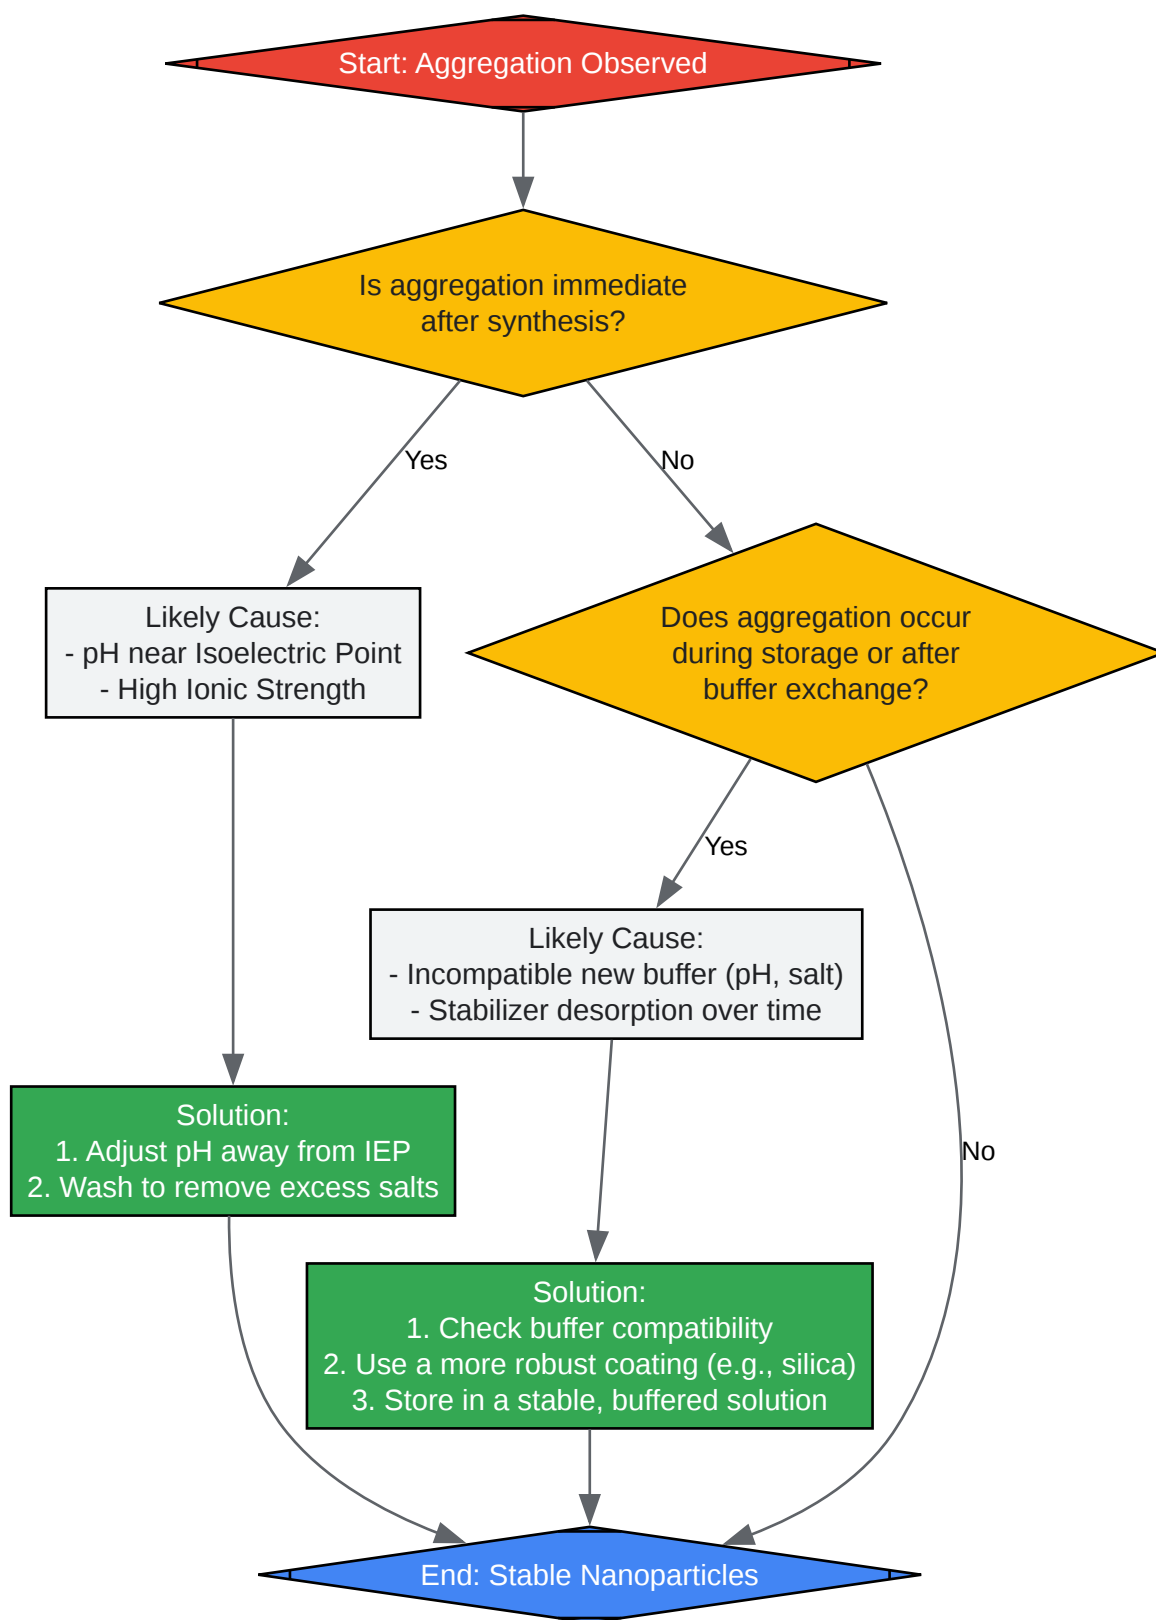 Start: Aggregation Observed
Is aggregation immediate
after synthesis?
Yes
No
Likely Cause:
- pH near Isoelectric Point
- High Ionic Strength
Does aggregation occur
during storage or after
buffer exchange?
Yes
Likely Cause:
- Incompatible new buffer (pH, salt)
- Stabilizer desorption over time
Solution:
1. Adjust pH away from IEP
2. Wash to remove excess salts
No
Solution:
1. Check buffer compatibility
2. Use a more robust coating (e.g., silica)
3. Store in a stable, buffered solution
End: Stable Nanoparticles